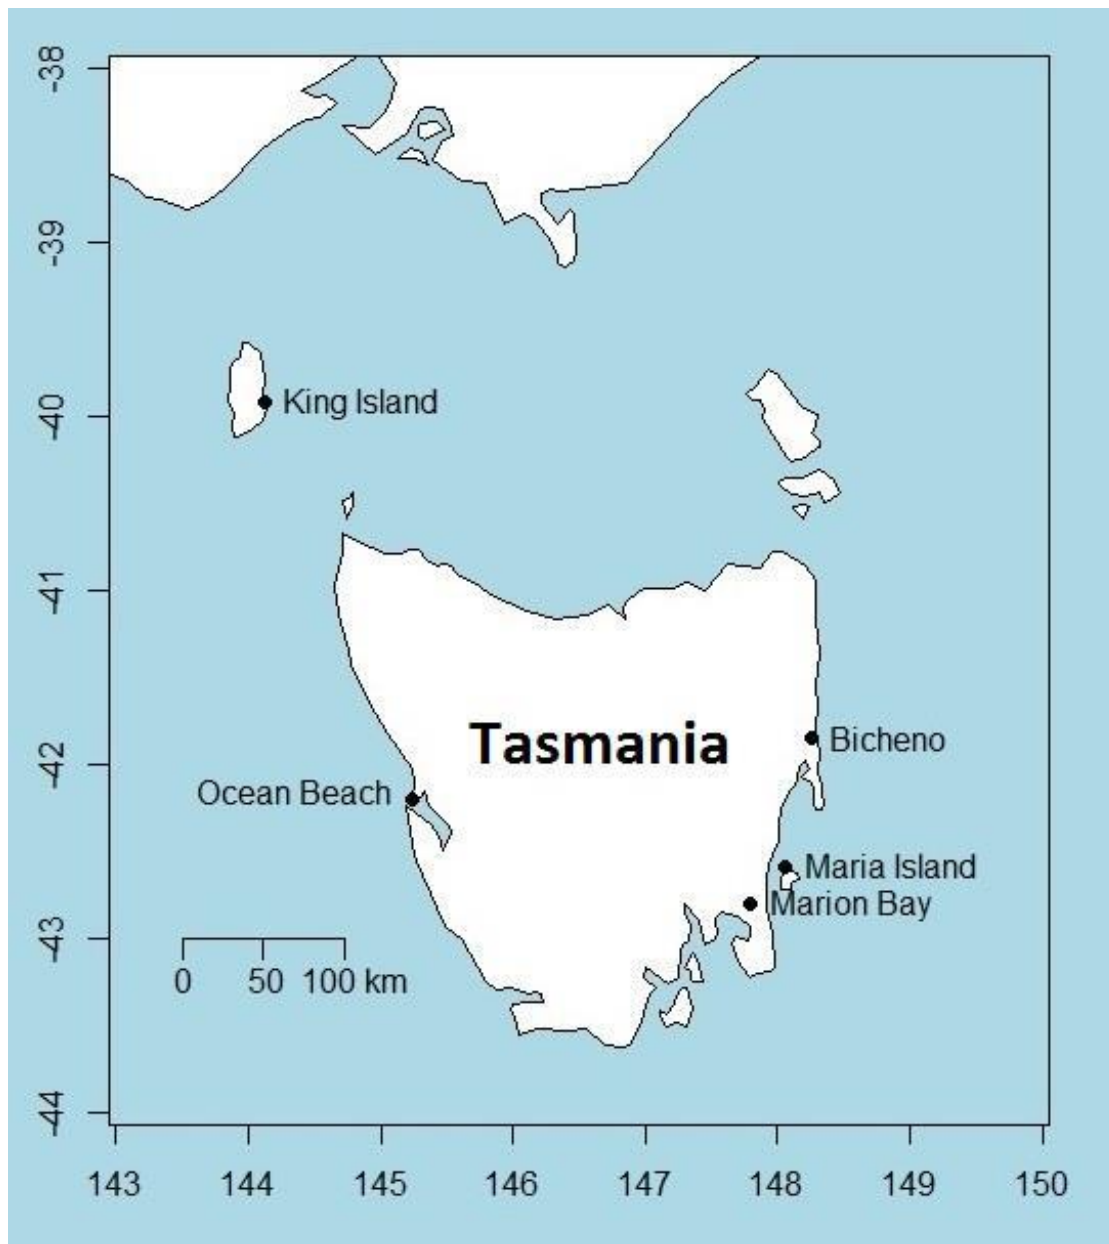 -38
-39
-40
-41
-42
-43
-44
King Island
Tasmania
Bicheno
Ocean Beach
Maria Island
Marion Bay
0 50 100 km
143 144 145 146 147 148 149 150